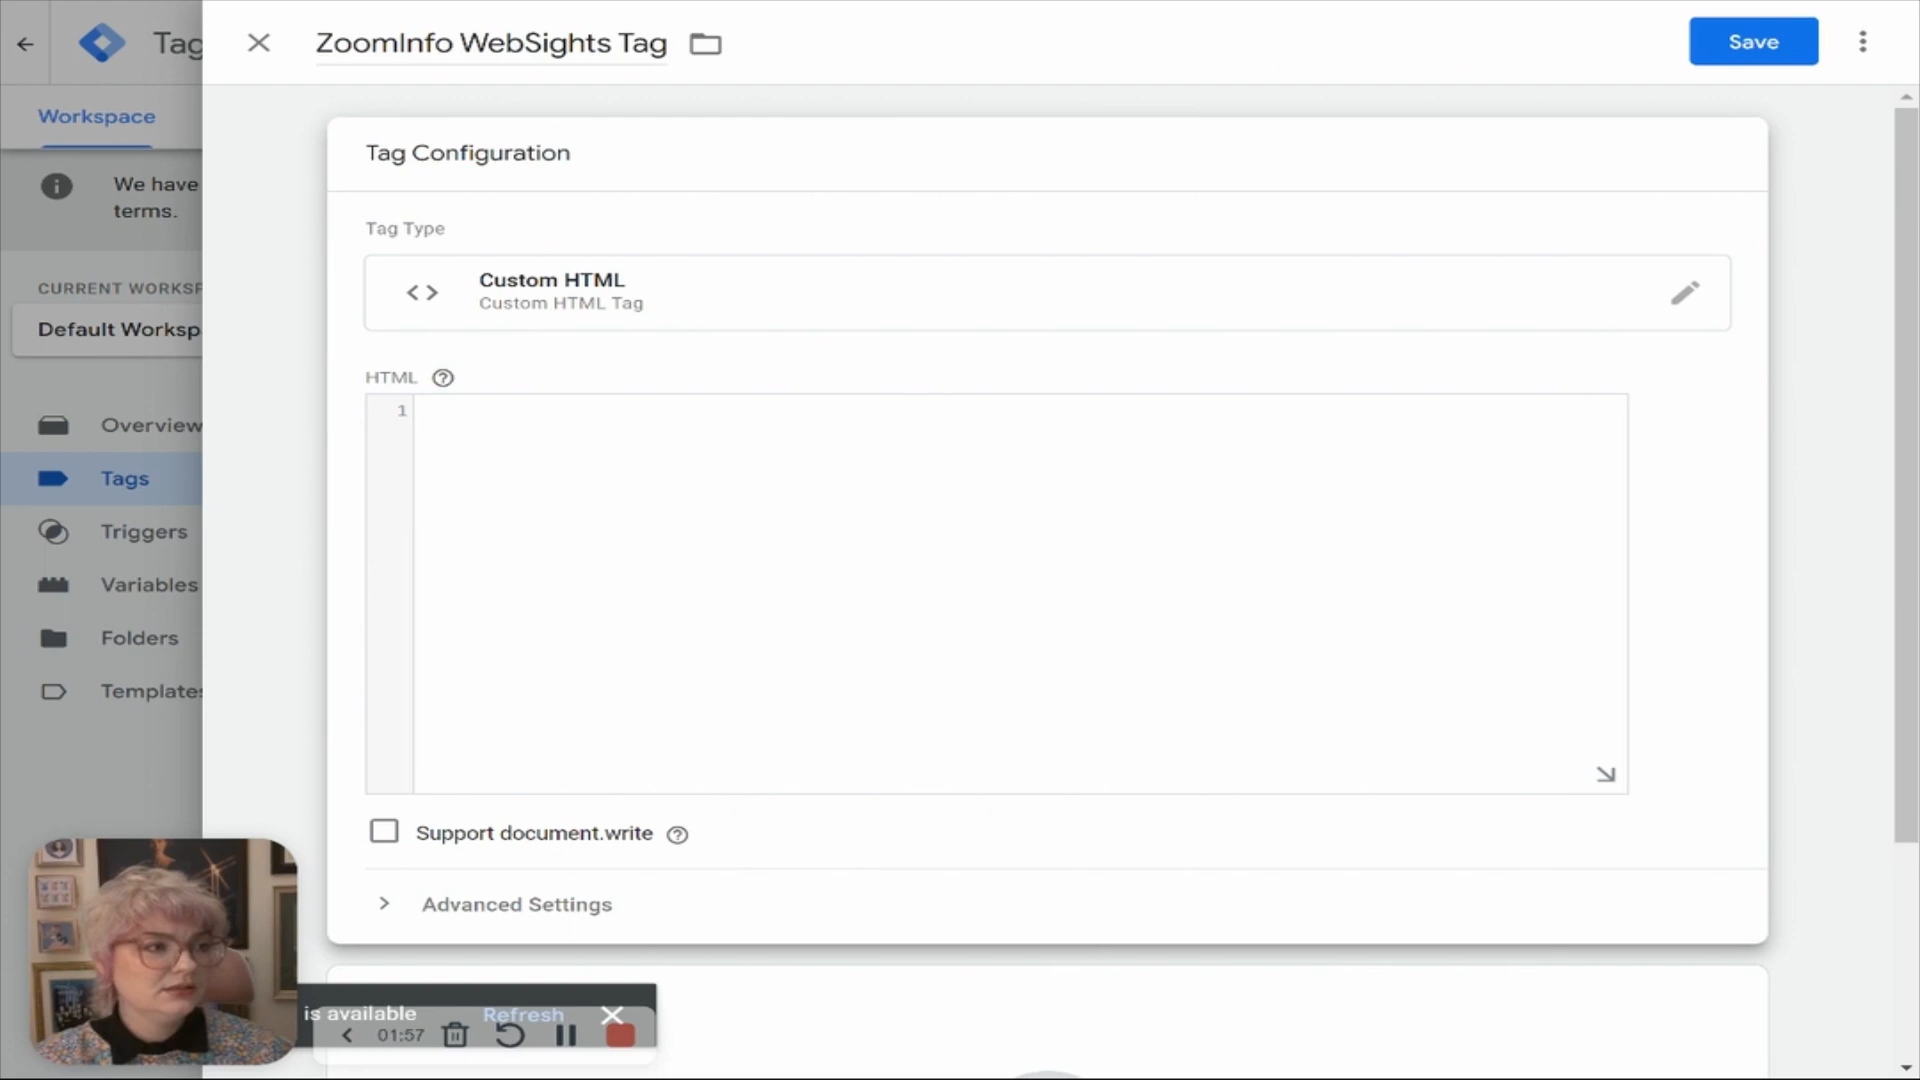 Tag
ZoomInfo WebSights Tag
Save
Workspace
Tag Configuration
We have
terms.
Tag Type
Custom HTML
Custom HTML Tag
CURRENT WORKSP
Default Worksp
HTML
1
Overview
Tags
Triggers
Variables
Folders
Templates
Support document.write
Advanced Settings
is available
Refresh
01:57